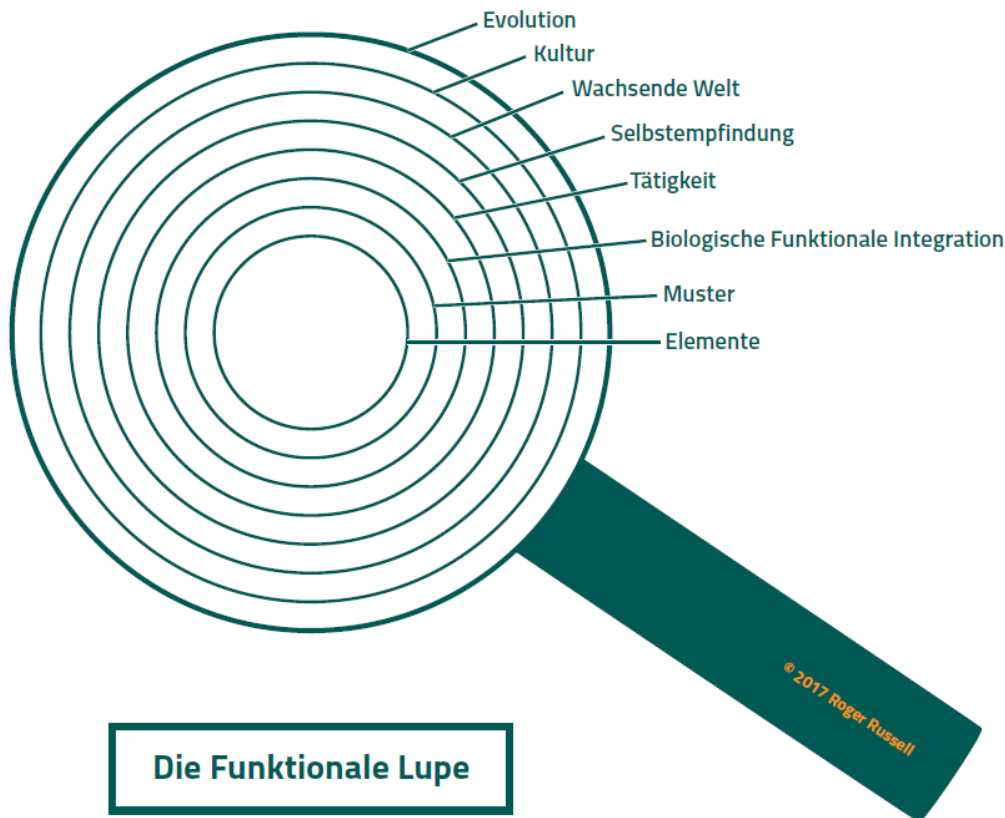 Evolution
Kultur
Wachsende Welt
Selbstempfindung
Tätigkeit
Biologische Funktionale Integration
Muster
Elemente
© 2017 Roger Russell
Die Funktionale Lupe